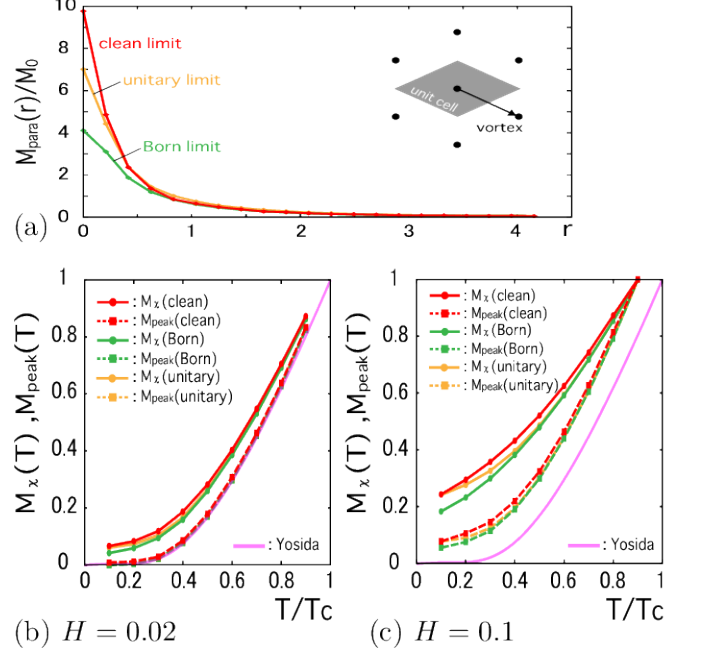 10
8
6
4
2
0
M_para(r)/M_0
clean limit
unitary limit
Born limit
unit cell
vortex
0 1 2 3 4 r
(a)
1
0.8
0.6
0.4
0.2
0
M_χ(T) , M_peak(T)
: M_χ(clean)
: M_peak(clean)
: M_χ(Born)
: M_peak(Born)
: M_χ(unitary)
: M_peak(unitary)
: Yosida
0 0.2 0.4 0.6 0.8 1
T/Tc
(b) H = 0.02
1
0.8
0.6
0.4
0.2
0
M_χ(T) , M_peak(T)
: M_χ(clean)
: M_peak(clean)
: M_χ(Born)
: M_peak(Born)
: M_χ(unitary)
: M_peak(unitary)
: Yosida
0 0.2 0.4 0.6 0.8 1
T/Tc
(c) H = 0.1